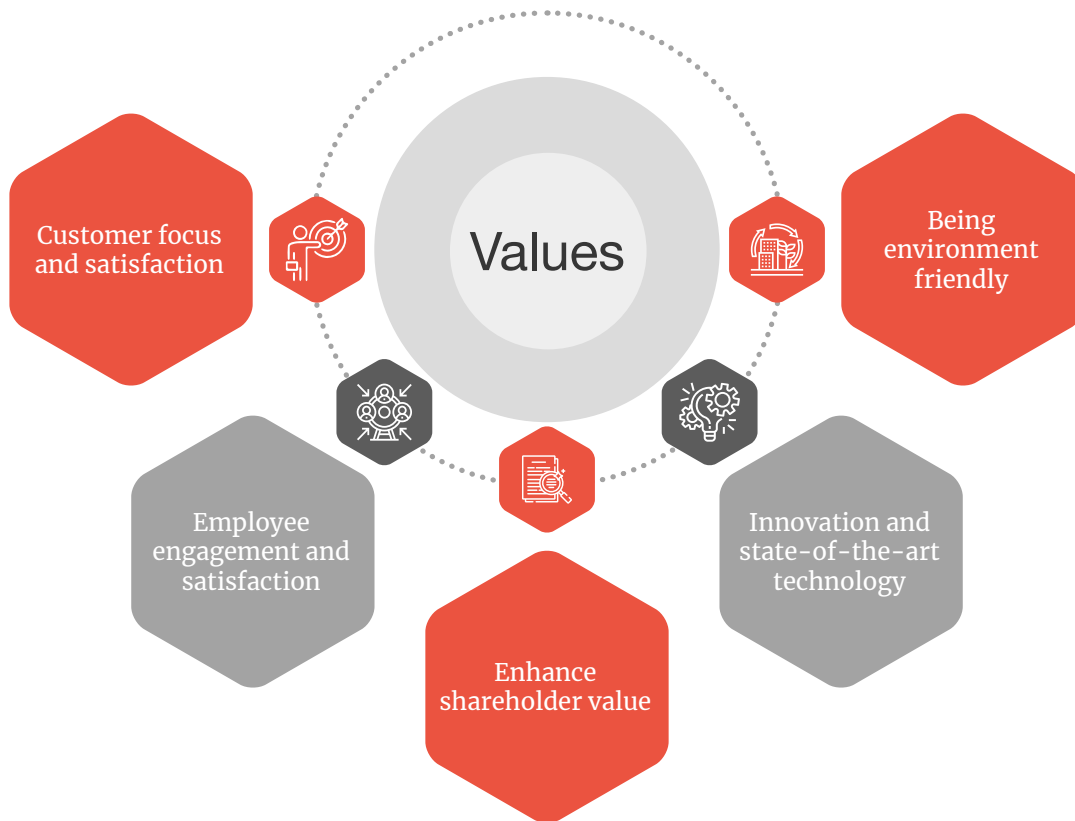 Values
Customer focus
and satisfaction
Being
environment
friendly
Employee
engagement and
satisfaction
Innovation and
state-of-the-art
technology
Enhance
shareholder value